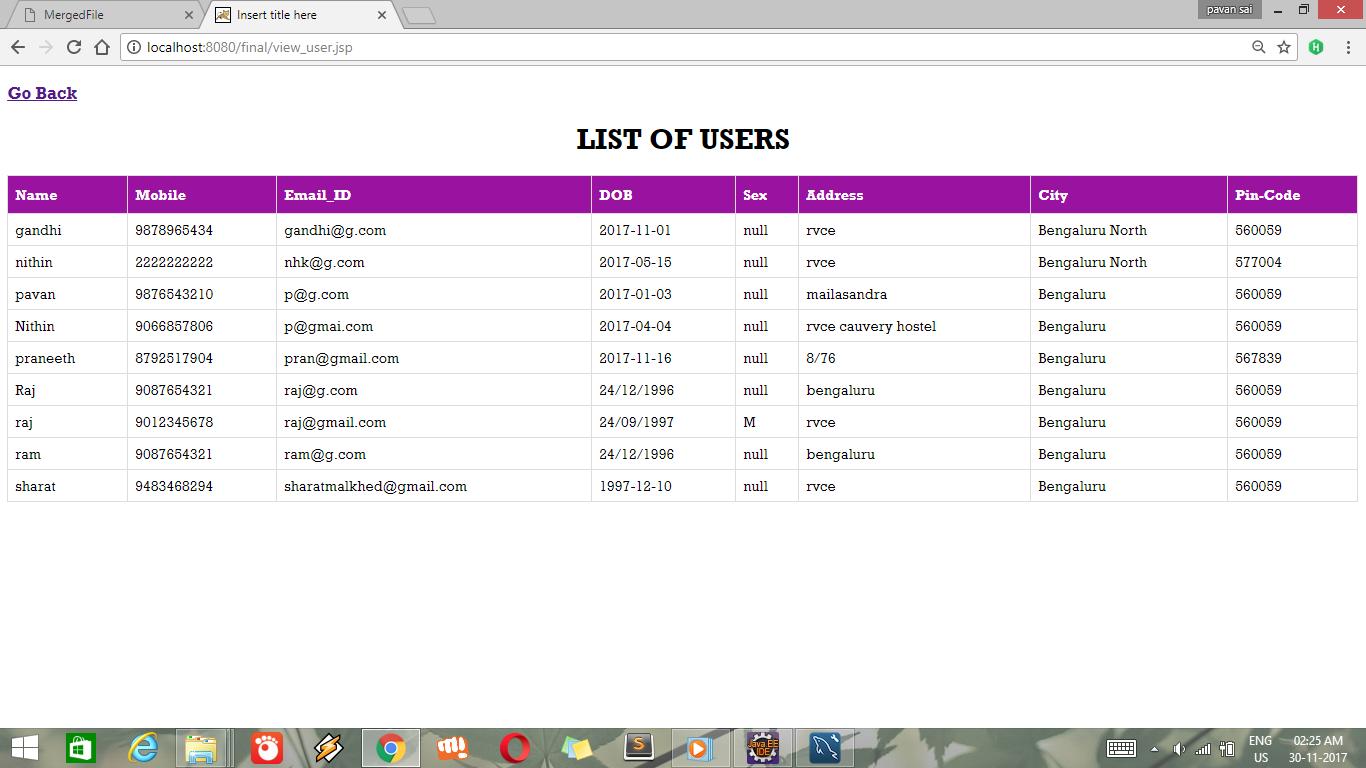 MergedFile
Insert title here
pavan sai
localhost:8080/final/view_user.jsp
Go Back
LIST OF USERS
Name Mobile Email_ID DOB Sex Address City Pin-Code
gandhi 9878965434 gandhi@g.com 2017-11-01 null rvce Bengaluru North 560059
nithin 2222222222 nhk@g.com 2017-05-15 null rvce Bengaluru North 577004
pavan 9876543210 p@g.com 2017-01-03 null mailasandra Bengaluru 560059
Nithin 9066857806 p@gmai.com 2017-04-04 null rvce cauvery hostel Bengaluru 560059
praneeth 8792517904 pran@gmail.com 2017-11-16 null 8/76 Bengaluru 567839
Raj 9087654321 raj@g.com 24/12/1996 null bengaluru Bengaluru 560059
raj 9012345678 raj@gmail.com 24/09/1997 M rvce Bengaluru 560059
ram 9087654321 ram@g.com 24/12/1996 null bengaluru Bengaluru 560059
sharat 9483468294 sharatmalkhed@gmail.com 1997-12-10 null rvce Bengaluru 560059
Java EE
IDE
ENG 02:25 AM
US 30-11-2017